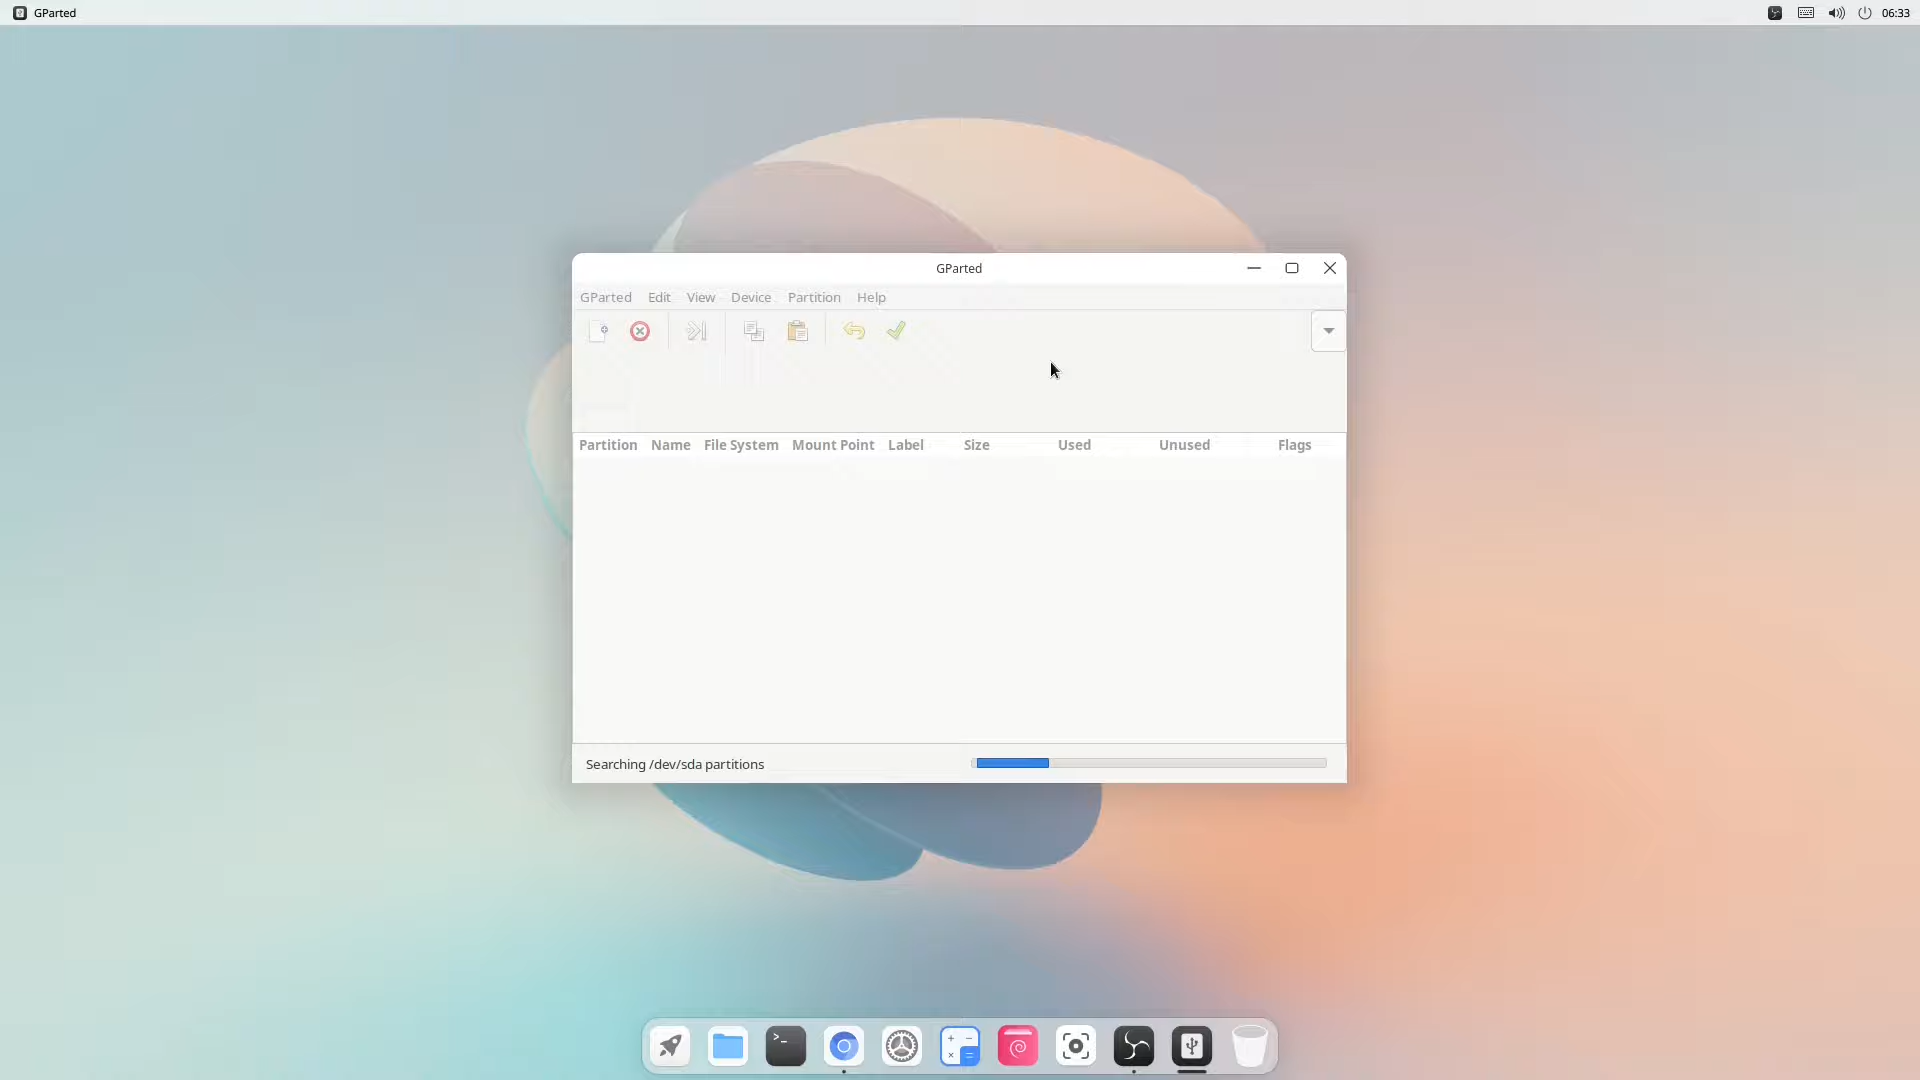 GParted
06:33
GParted
GParted Edit View Device Partition Help
Partition Name File System Mount Point Label Size Used Unused Flags
Searching /dev/sda partitions